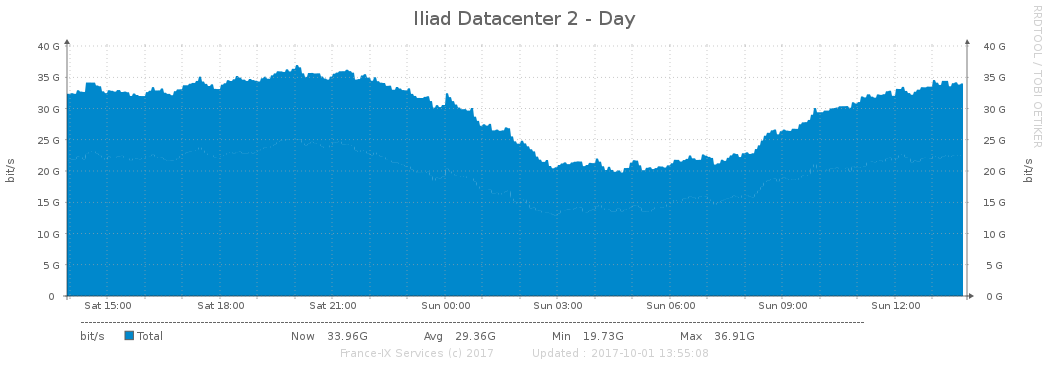 Iliad Datacenter 2 - Day
RRDTOOL / TOBI OETIKER
bit/s
40 G
35 G
30 G
25 G
20 G
15 G
10 G
5 G
0
40 G
35 G
30 G
25 G
20 G
15 G
10 G
5 G
0 G
bit/s
Sat 15:00 Sat 18:00 Sat 21:00 Sun 00:00 Sun 03:00 Sun 06:00 Sun 09:00 Sun 12:00
bit/s Total Now 33.96G Avg 29.36G Min 19.73G Max 36.91G
France-IX Services (c) 2017 Updated : 2017-10-01 13:55:08